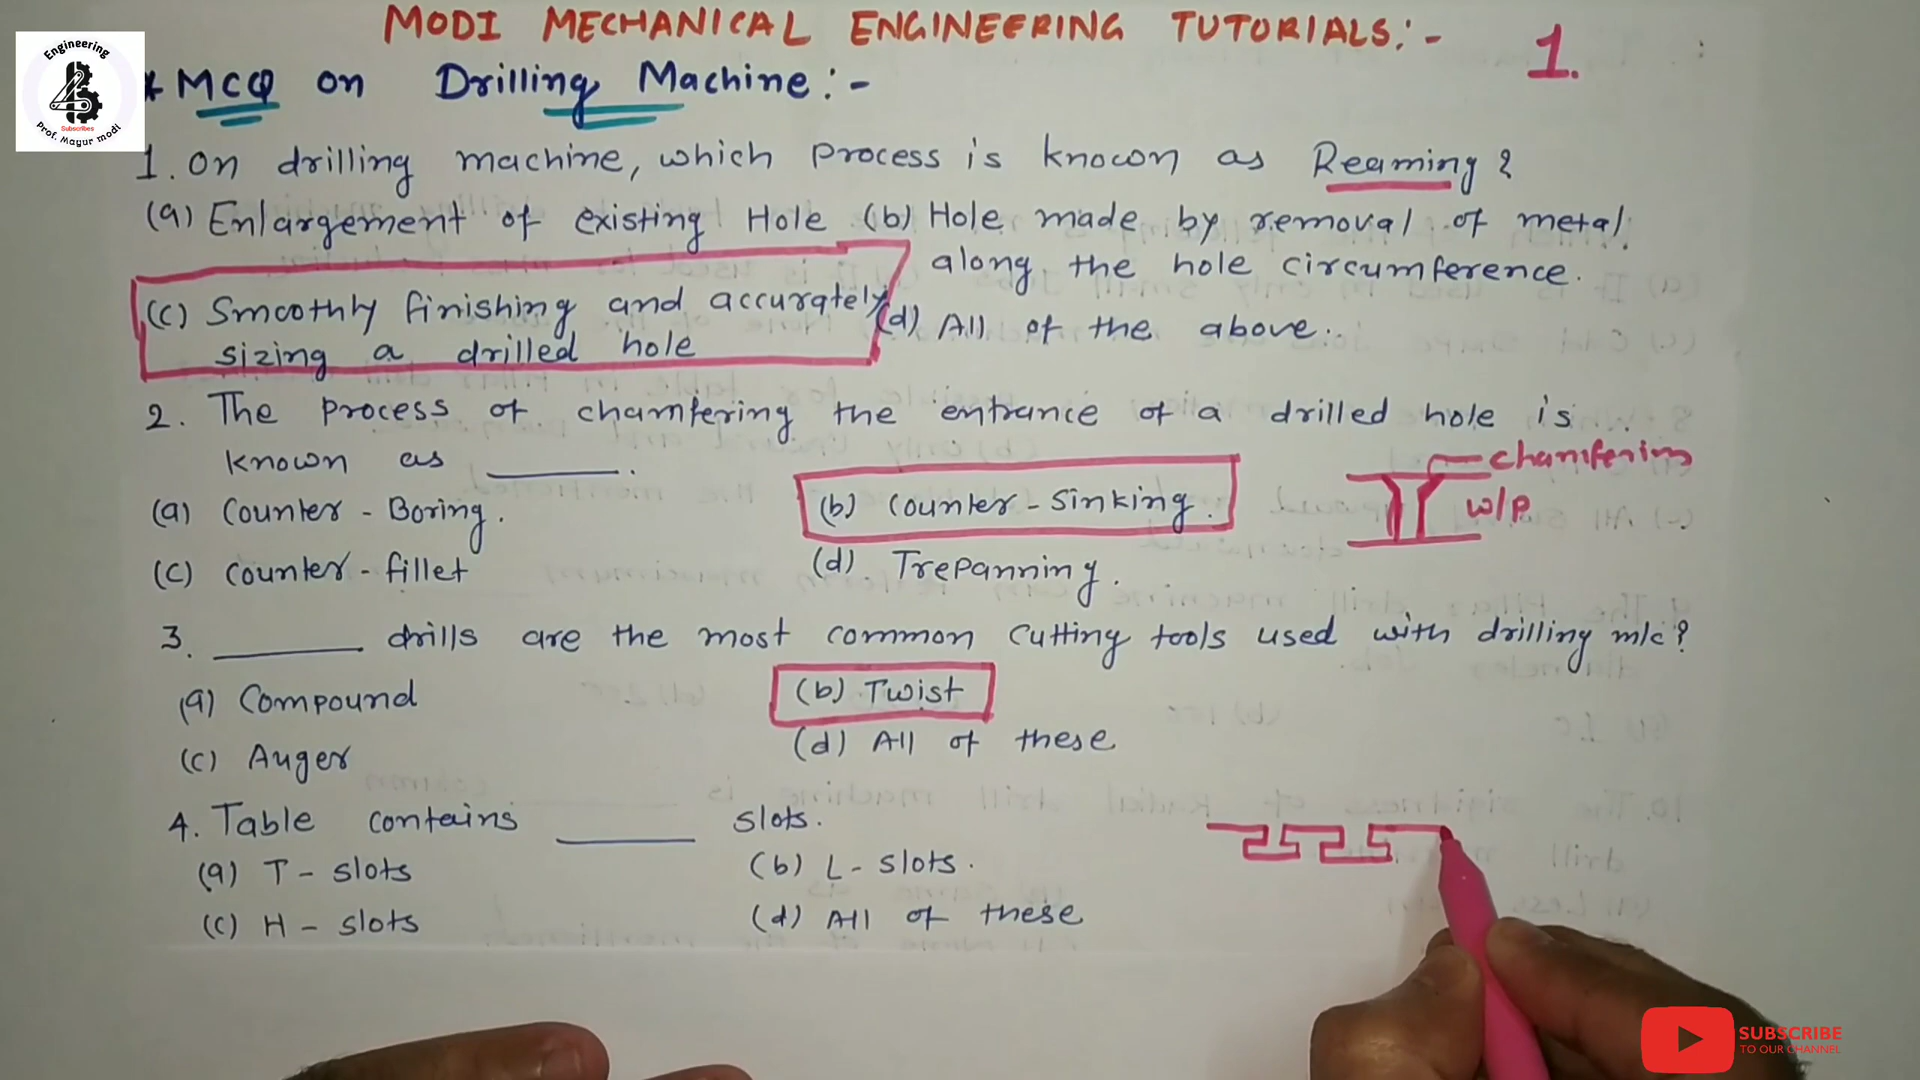 MODI MECHANICAL ENGINEERING TUTORIALS:-
1.
Engineering
Subscribes
Prof. Mayur modi
* MCQ on Drilling Machine:-
1. On drilling machine, which process is known as Reaming?
(a) Enlargement of existing Hole (b) Hole made by removal of metal
along the hole circumference.
(c) Smoothly finishing and accurately
sizing a drilled hole
(d) All of the above.
2. The process of chamfering the entrance of a drilled hole is
known as ______.
chamfering
w/p
(a) Counter-Boring. (b) Counter-Sinking.
(c) Counter-fillet (d) Trepanning.
3. ______ drills are the most common cutting tools used with drilling m/c?
(a) Compound (b) Twist
(c) Auger (d) All of these
4. Table contains ______ slots.
(a) T-slots (b) L-slots.
(c) H-slots (d) All of these
SUBSCRIBE
TO OUR CHANNEL